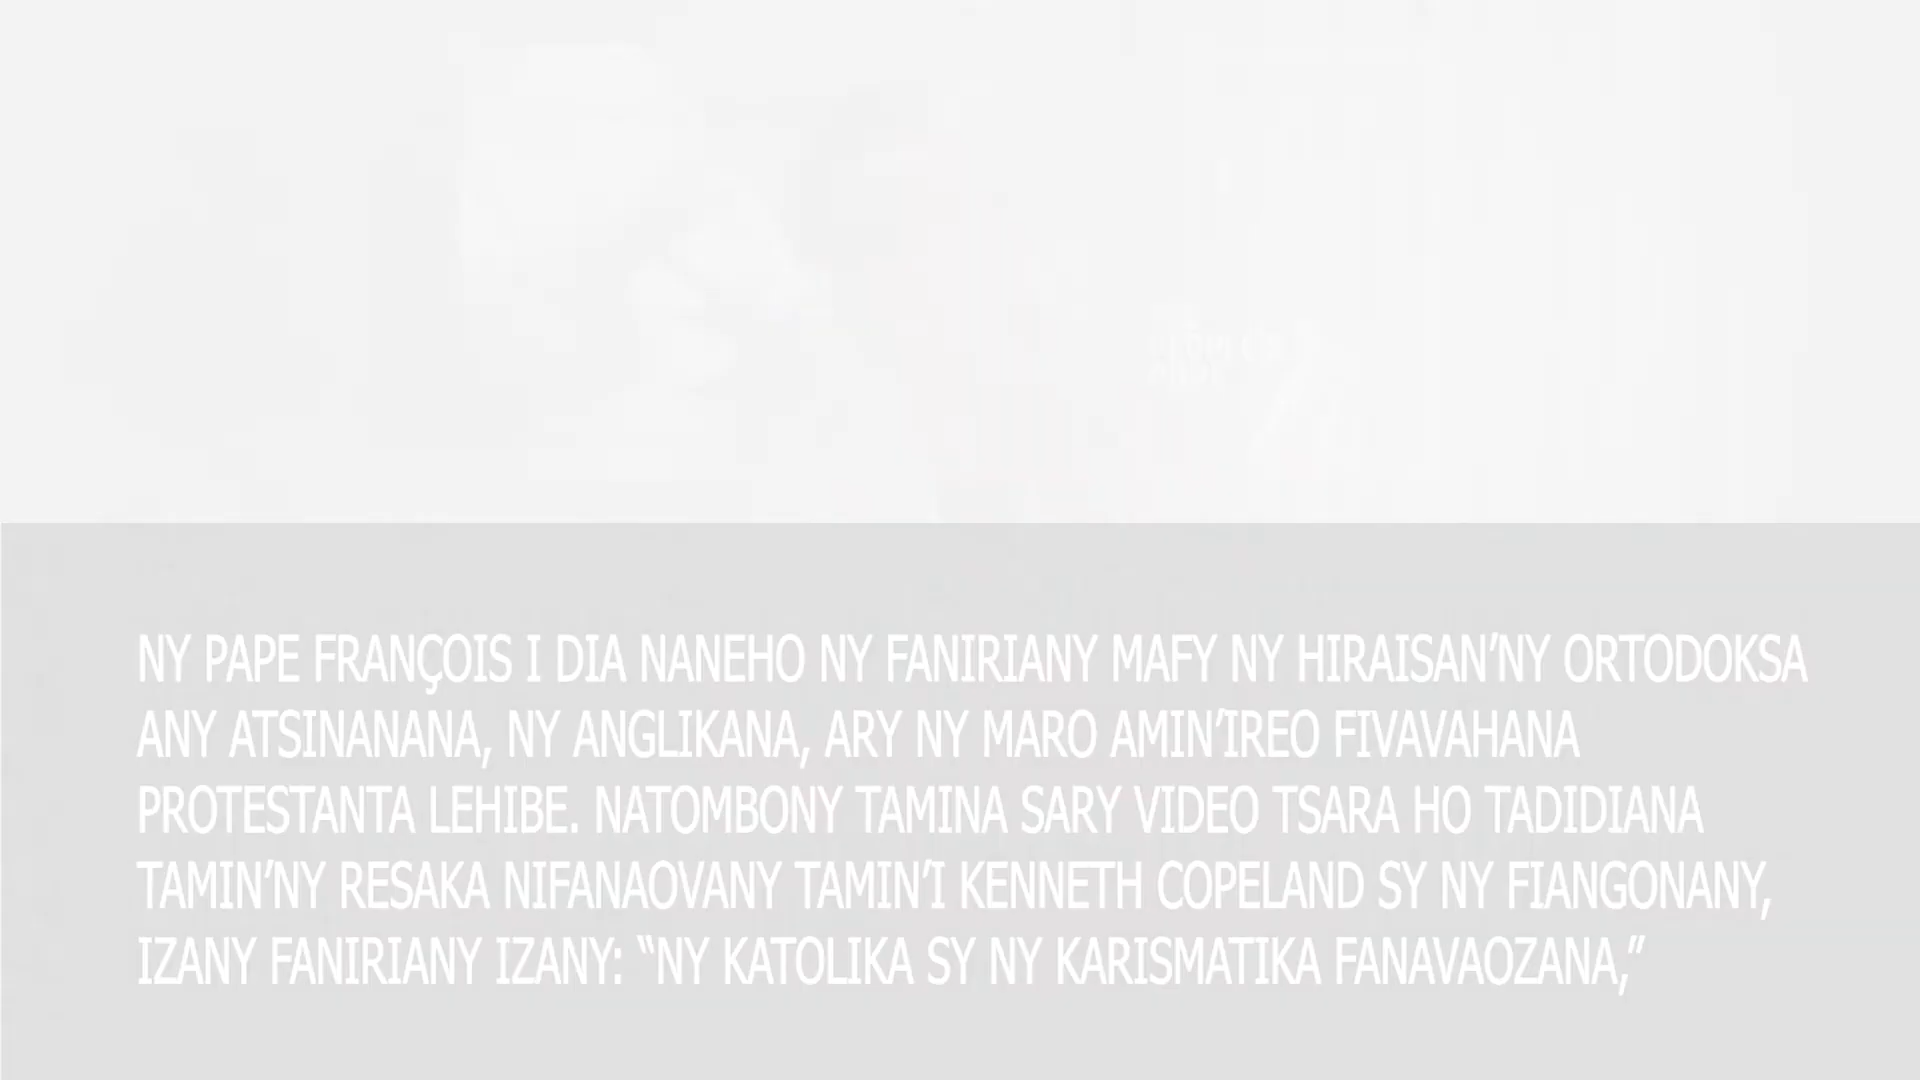 PEOPLE'S
POPE
NY PAPE FRANÇOIS I DIA NANEHO NY FANIRIANY MAFY NY HIRAISAN’NY ORTODOKSA
ANY ATSINANANA, NY ANGLIKANA, ARY NY MARO AMIN’IREO FIVAVAHANA
PROTESTANTA LEHIBE. NATOMBONY TAMINA SARY VIDEO TSARA HO TADIDIANA
TAMIN’NY RESAKA NIFANAOVANY TAMIN’I KENNETH COPELAND SY NY FIANGONANY,
IZANY FANIRIANY IZANY: “NY KATOLIKA SY NY KARISMATIKA FANAVAOZANA,”